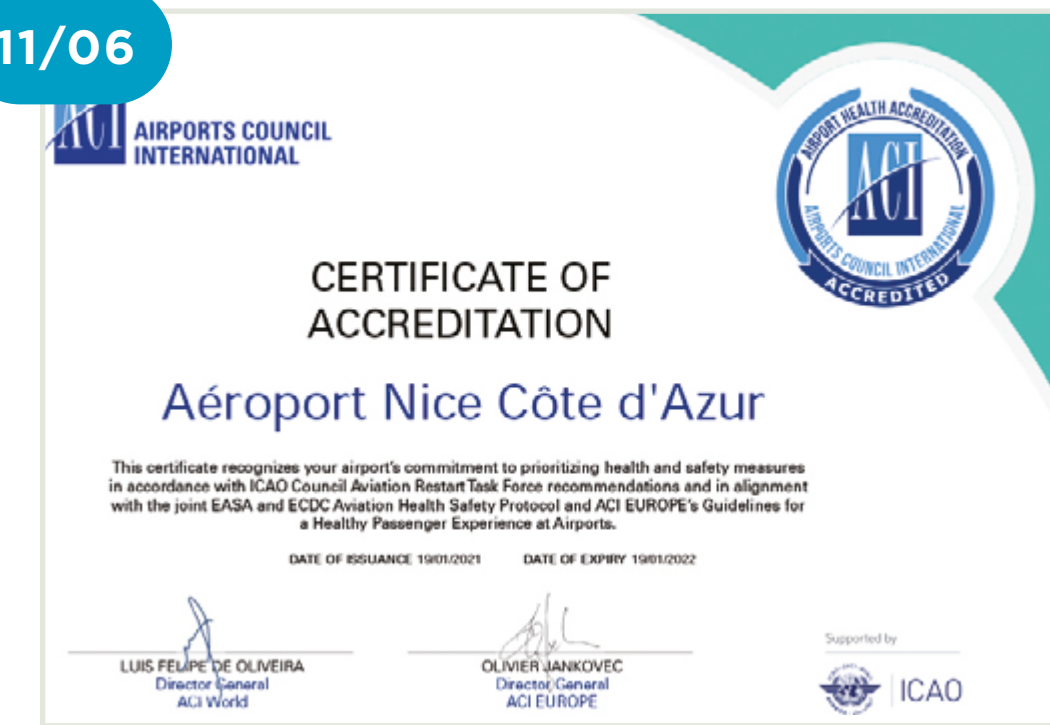 11/06
ACI
AIRPORTS COUNCIL
INTERNATIONAL
AIRPORT HEALTH ACCREDITATION
ACI
AIRPORTS COUNCIL INTERNATIONAL
ACCREDITED
CERTIFICATE OF
ACCREDITATION
Aéroport Nice Côte d'Azur
This certificate recognizes your airport's commitment to prioritizing health and safety measures
in accordance with ICAO Council Aviation Restart Task Force recommendations and in alignment
with the joint EASA and ECDC Aviation Health Safety Protocol and ACI EUROPE's Guidelines for
a Healthy Passenger Experience at Airports.
DATE OF ISSUANCE 19/01/2021 DATE OF EXPIRY 19/01/2022
LUIS FELIPE DE OLIVEIRA
Director General
ACI World
OLIVIER JANKOVEC
Director General
ACI EUROPE
Supported by
ICAO